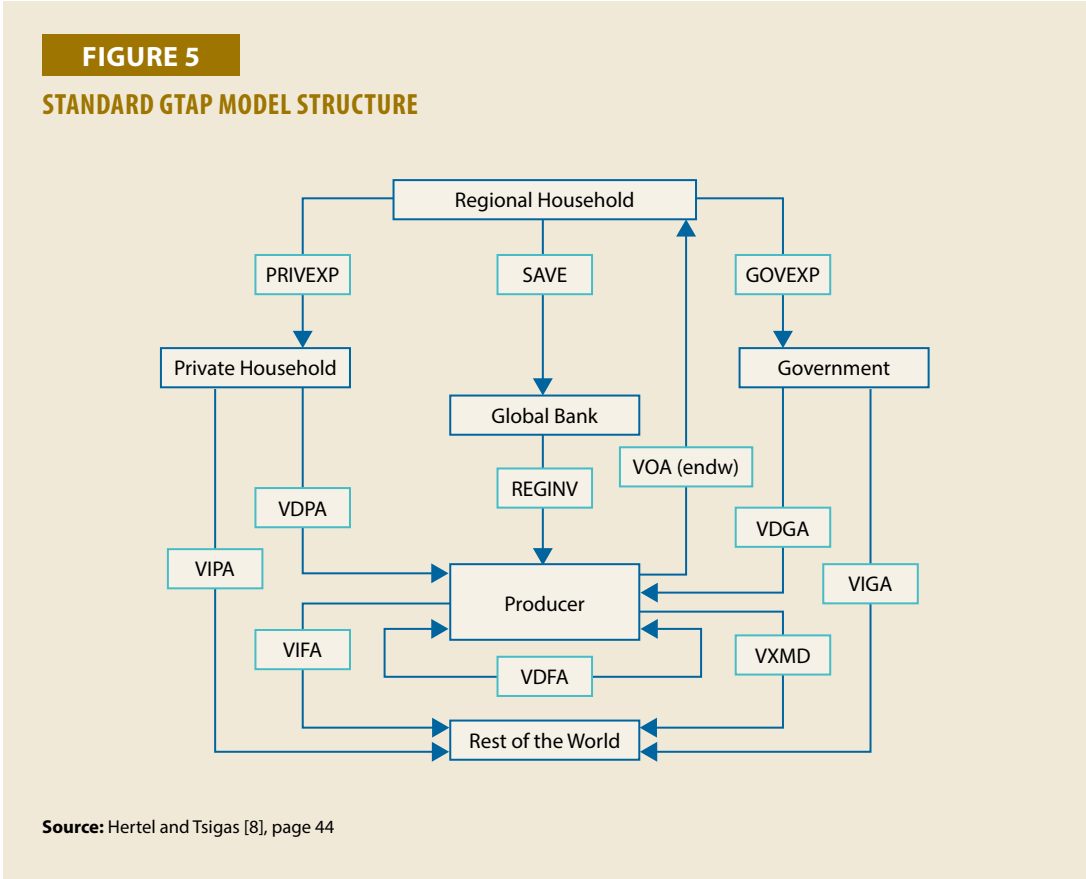 FIGURE 5
STANDARD GTAP MODEL STRUCTURE
Regional Household
PRIVEXP
SAVE
GOVEXP
Private Household
Government
Global Bank
VOA (endw)
REGINV
VDPA
VDGA
VIPA
VIGA
Producer
VIFA
VXMD
VDFA
Rest of the World
Source: Hertel and Tsigas [8], page 44